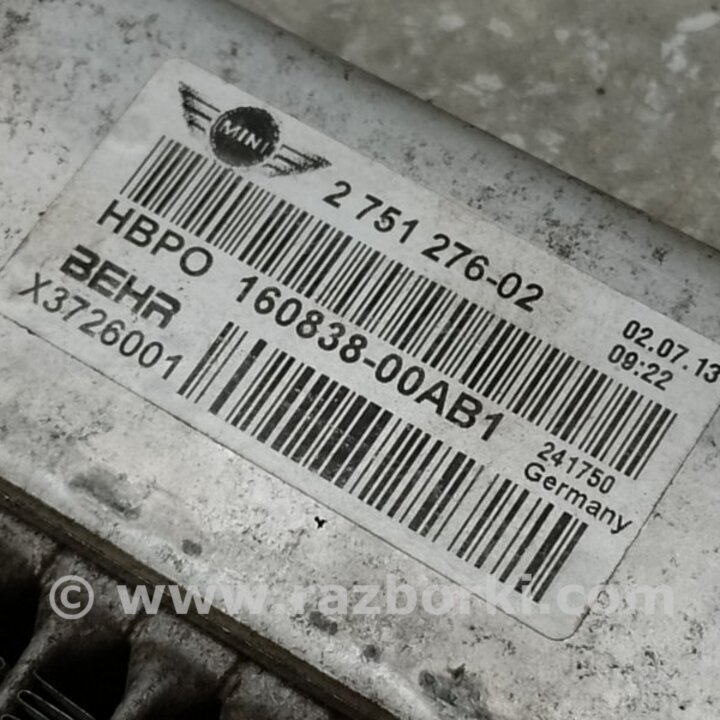 MINI
2 751 276-02
HBPO
BEHR
X3726001
160838-00AB1
02.07.13
09:22
241750
Germany
© www.razborki.com